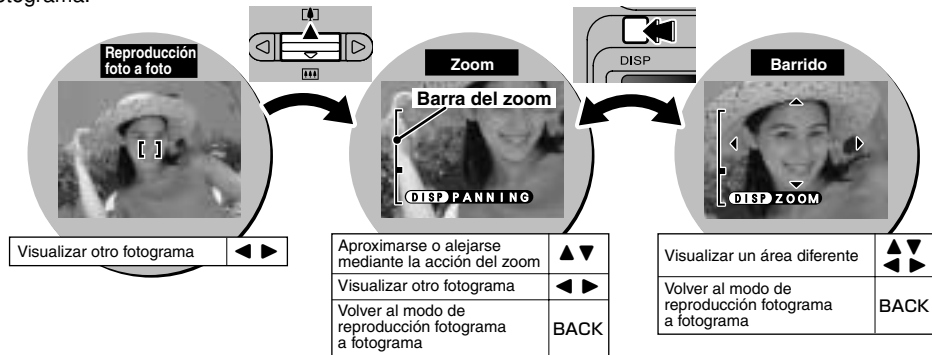 fotograma.
Reproducción
foto a foto
DISP
Zoom
Barrido
Barra del zoom
DISP PANNING
DISP ZOOM
Visualizar otro fotograma ◀ ▶
Aproximarse o alejarse
mediante la acción del zoom ▲▼
Visualizar otro fotograma ◀ ▶
Volver al modo de
reproducción fotograma
a fotograma BACK
Visualizar un área diferente ▲▼ ◀ ▶
Volver al modo de
reproducción fotograma
a fotograma BACK